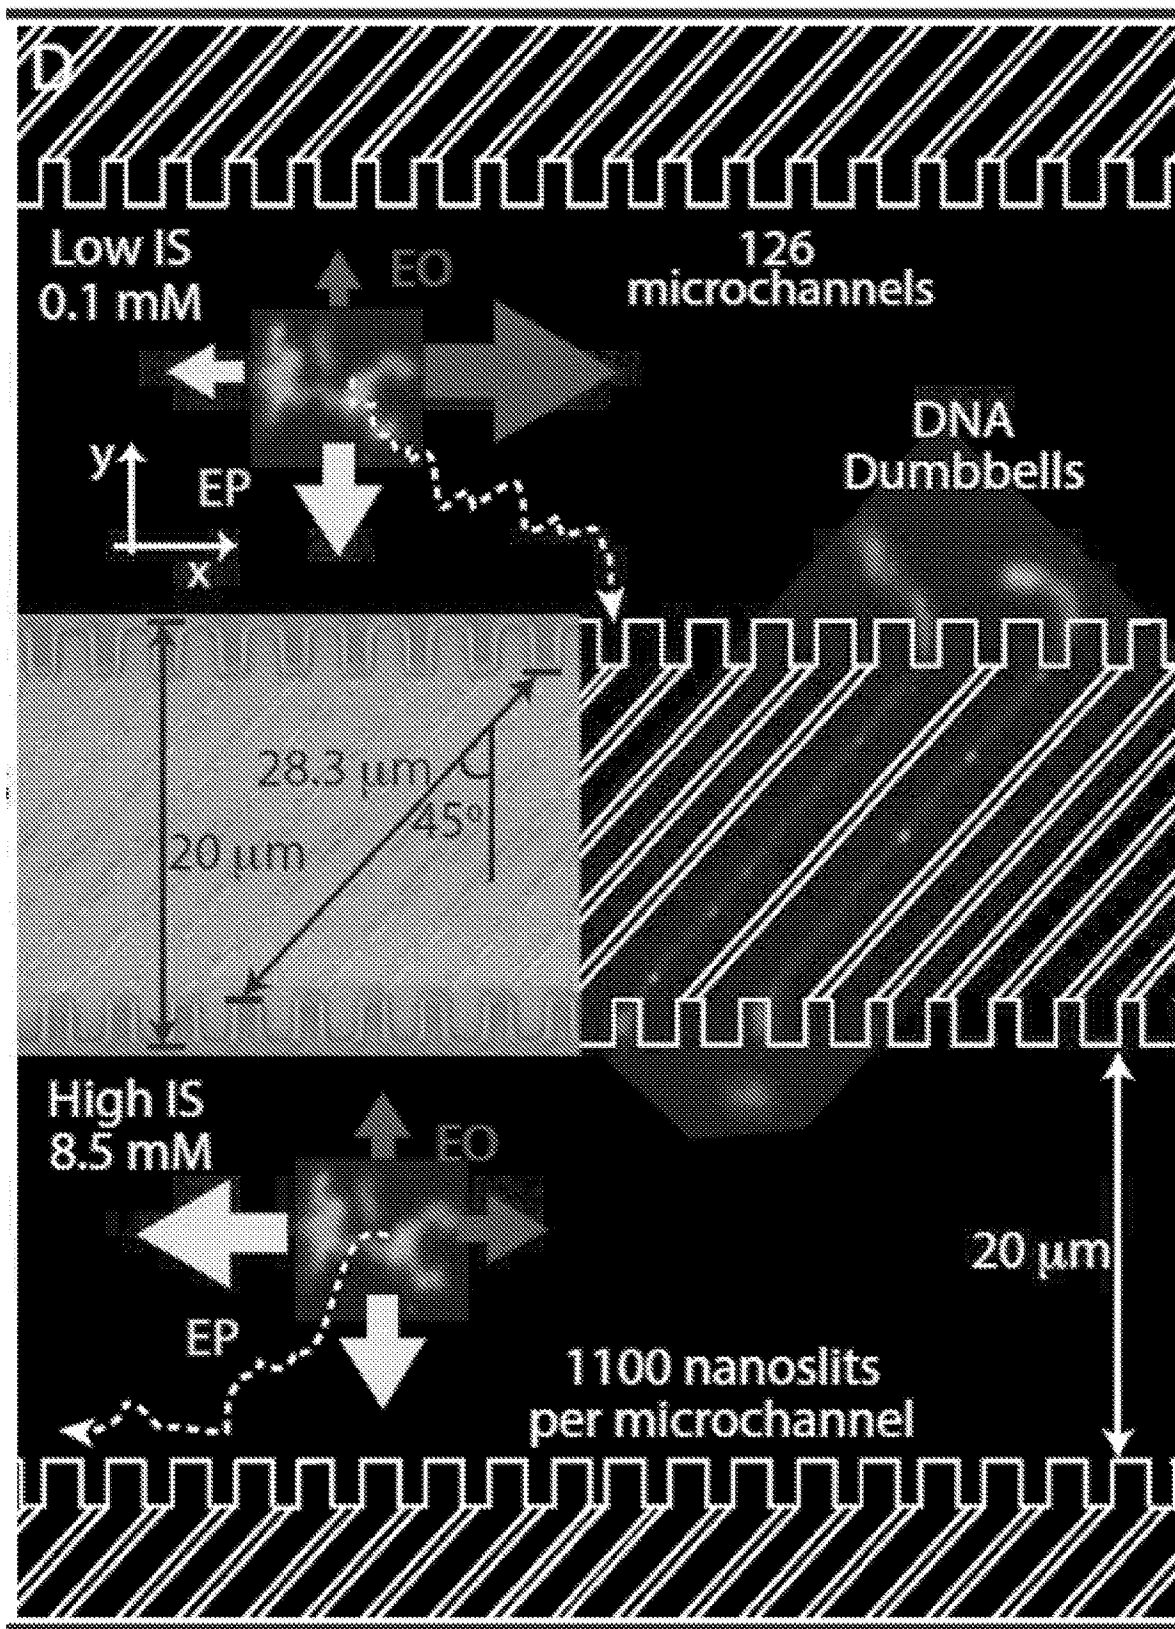 D
Low IS
0.1 mM
EO
126
microchannels
DNA
Dumbbells
y
EP
x
28.3 µm
45º
20 µm
High IS
8.5 mM
EO
20 µm
EP
1100 nanoslits
per microchannel